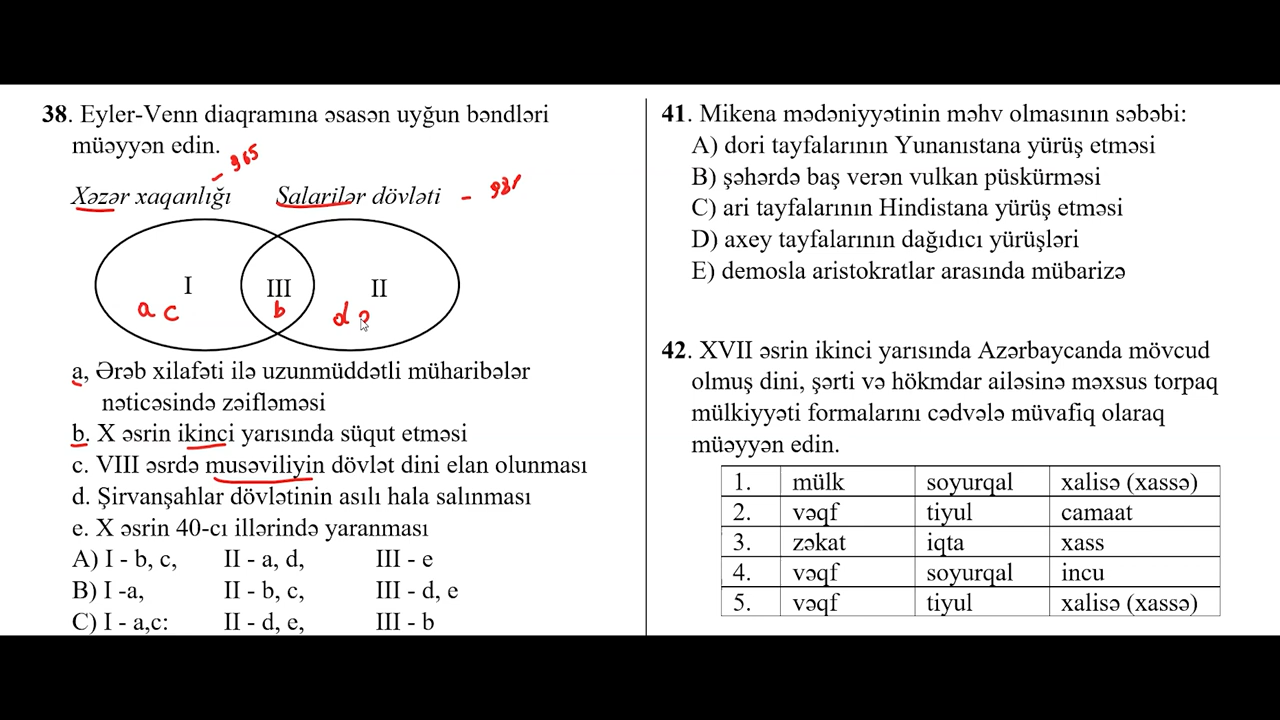 38. Eyler-Venn diaqramına əsasən uyğun bəndləri
müəyyən edin.
- 965
Xəzər xaqanlığı Salarilər dövləti -
I III II
a c b d
a, Ərəb xilafəti ilə uzunmüddətli müharibələr
nəticəsində zəifləməsi
b. X əsrin ikinci yarısında süqut etməsi
c. VIII əsrdə musəviliyin dövlət dini elan olunması
d. Şirvanşahlar dövlətinin asılı hala salınması
e. X əsrin 40-cı illərində yaranması
A) I - b, c, II - a, d, III - e
B) I -a, II - b, c, III - d, e
C) I - a,c: II - d, e, III - b
41. Mikena mədəniyyətinin məhv olmasının səbəbi:
A) dori tayfalarının Yunanıstana yürüş etməsi
B) şəhərdə baş verən vulkan püskürməsi
C) ari tayfalarının Hindistana yürüş etməsi
D) axey tayfalarının dağıdıcı yürüşləri
E) demosla aristokratlar arasında mübarizə
42. XVII əsrin ikinci yarısında Azərbaycanda mövcud
olmuş dini, şərti və hökmdar ailəsinə məxsus torpaq
mülkiyyəti formalarını cədvələ müvafiq olaraq
müəyyən edin.
1. mülk soyurqal xalisə (xassə)
2. vəqf tiyul camaat
3. zəkat iqta xass
4. vəqf soyurqal incu
5. vəqf tiyul xalisə (xassə)